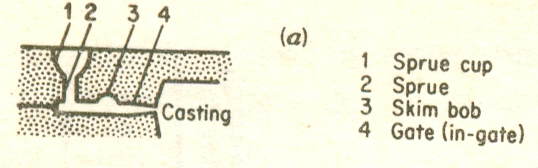 1 2 3 4
(a)
Casting
1 Sprue cup
2 Sprue
3 Skim bob
4 Gate (in-gate)